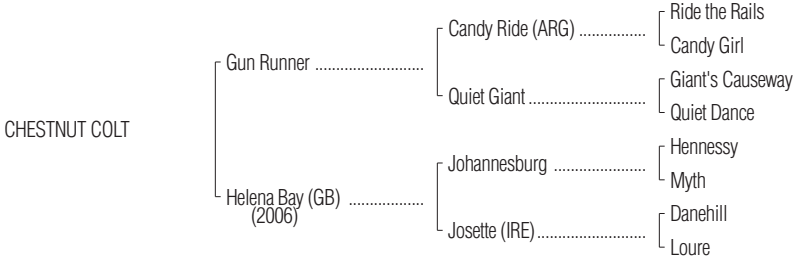 Ride the Rails
Candy Ride (ARG) ................
Candy Girl
Gun Runner ..........................
Giant's Causeway
Quiet Giant ............................
Quiet Dance
CHESTNUT COLT
Hennessy
Johannesburg ......................
Myth
Helena Bay (GB) ..................
(2006)
Danehill
Josette (IRE)..........................
Loure